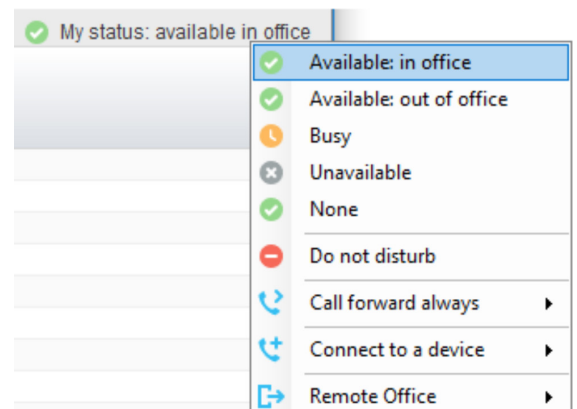 My status: available in office
Available: in office
Available: out of office
Busy
Unavailable
None
Do not disturb
Call forward always
Connect to a device
Remote Office